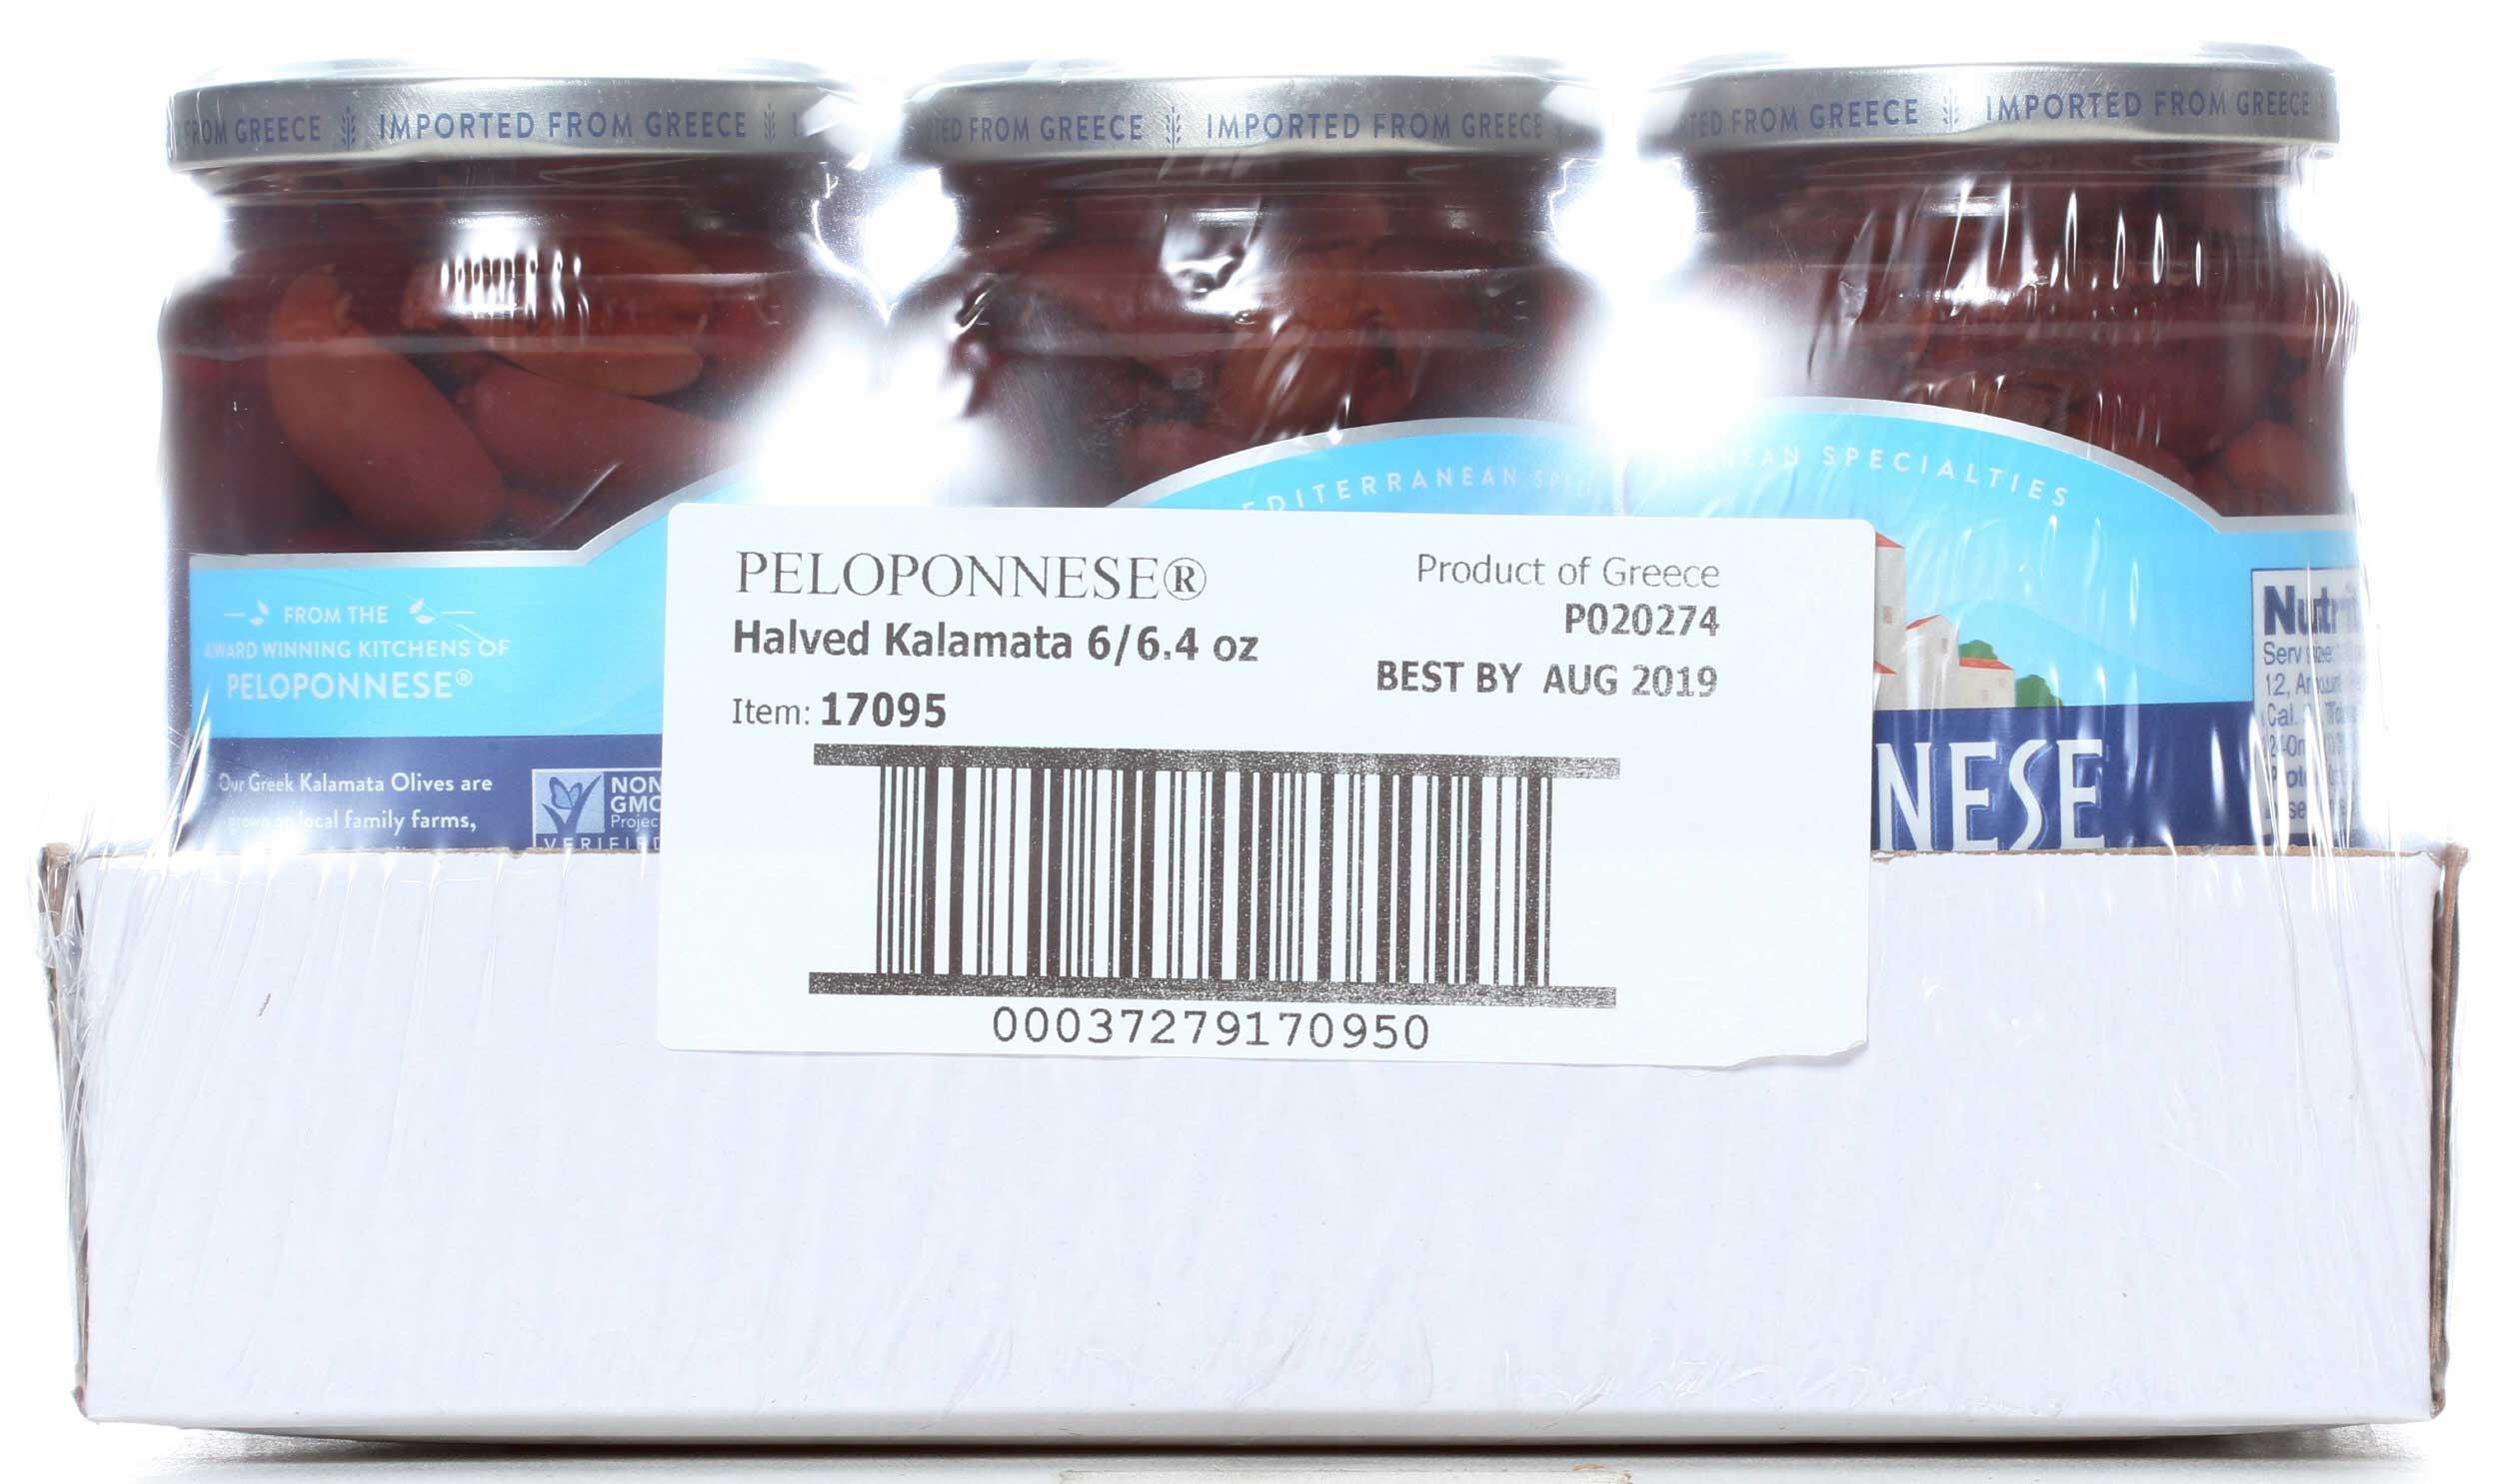 FROM GREECE IMPORTED FROM GREECE
FROM GREECE IMPORTED FROM GREECE
FROM GREECE IMPORTED FROM GREECE
SPECIALTIES
FROM THE
AWARD WINNING KITCHENS OF
PELOPONNESE®
Our Greek Kalamata Olives are
grown on local family farms,
NON
GMO
Project
VERIFIED
PELOPONNESE®
Halved Kalamata 6/6.4 oz
Item: 17095
Product of Greece
P020274
BEST BY AUG 2019
00037279170950
NESE